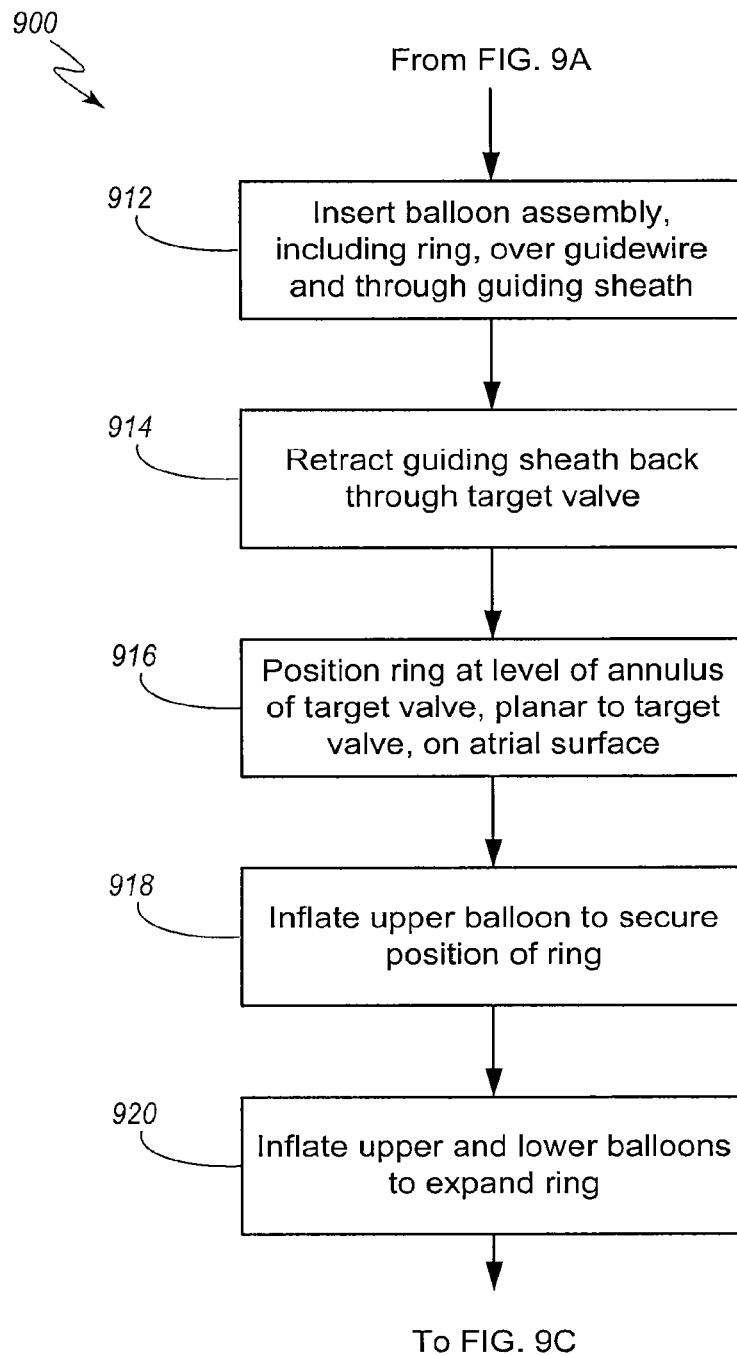 900
From FIG. 9A
912
Insert balloon assembly,
including ring, over guidewire
and through guiding sheath
914
Retract guiding sheath back
through target valve
916
Position ring at level of annulus
of target valve, planar to target
valve, on atrial surface
918
Inflate upper balloon to secure
position of ring
920
Inflate upper and lower balloons
to expand ring
To FIG. 9C